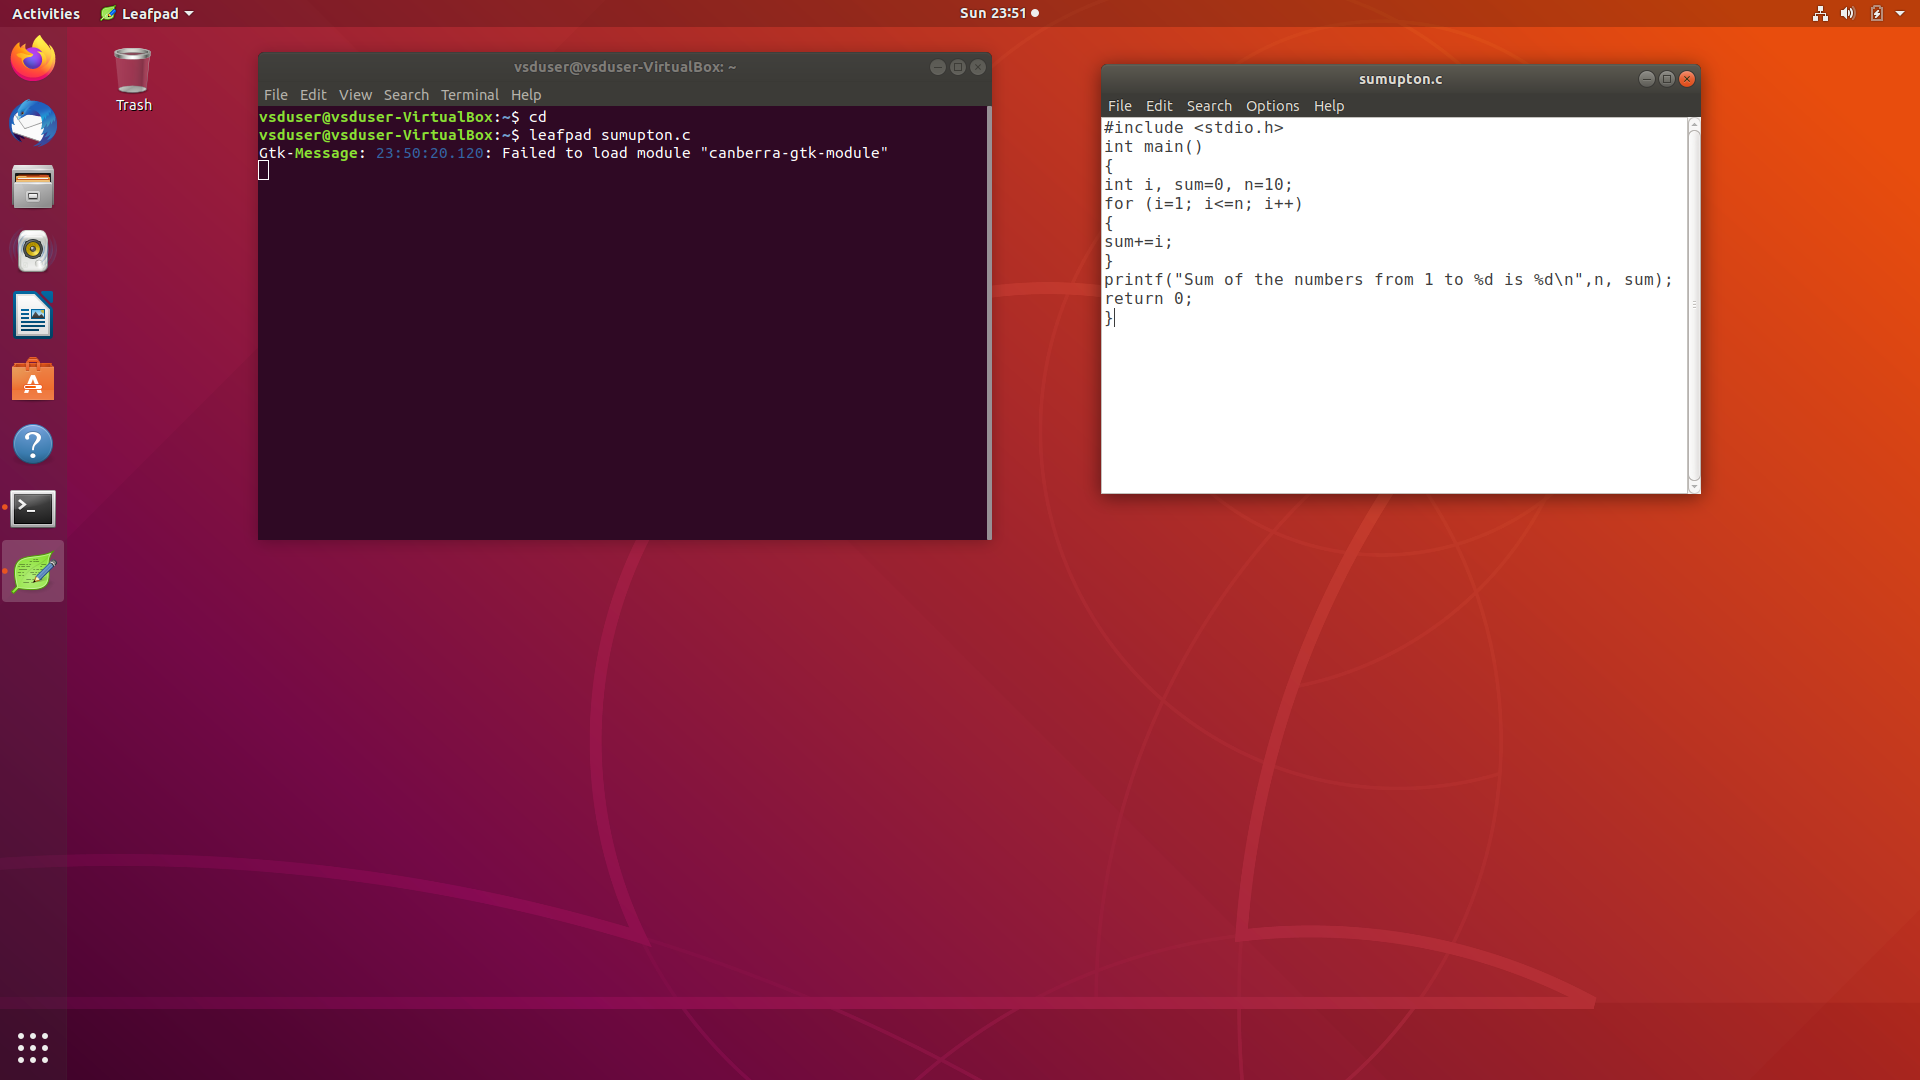 Activities Leafpad Sun 23:51
Trash
vsduser@vsduser-VirtualBox: ~
File Edit View Search Terminal Help
vsduser@vsduser-VirtualBox:~$ cd
vsduser@vsduser-VirtualBox:~$ leafpad sumupton.c
Gtk-Message: 23:50:20.120: Failed to load module "canberra-gtk-module"
sumupton.c
File Edit Search Options Help
#include <stdio.h>
int main()
{
int i, sum=0, n=10;
for (i=1; i<=n; i++)
{
sum+=i;
}
printf("Sum of the numbers from 1 to %d is %d\n",n, sum);
return 0;
}